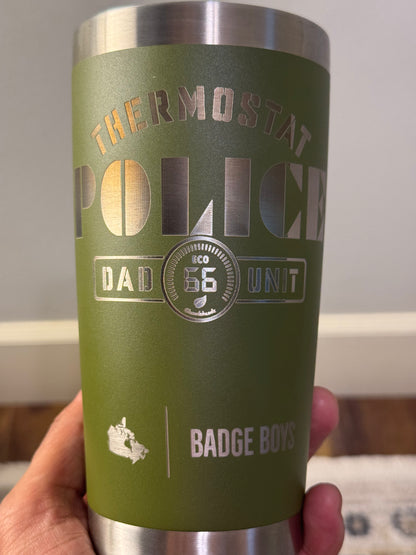 THERMOSTAT
POLICE
ECO
DAD 66 UNIT
BADGE BOYS